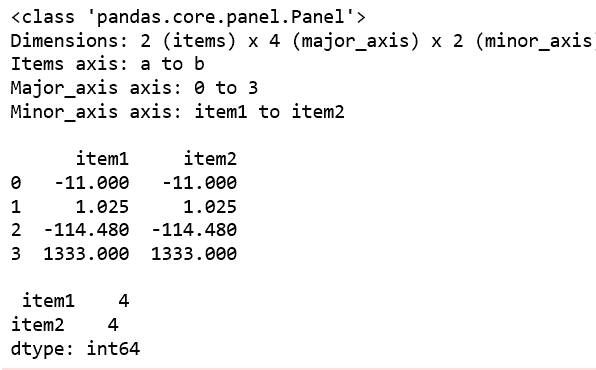 <class 'pandas.core.panel.Panel'>
Dimensions: 2 (items) x 4 (major_axis) x 2 (minor_axis)
Items axis: a to b
Major_axis axis: 0 to 3
Minor_axis axis: item1 to item2
item1 item2
0 -11.000 -11.000
1 1.025 1.025
2 -114.480 -114.480
3 1333.000 1333.000
item1 4
item2 4
dtype: int64